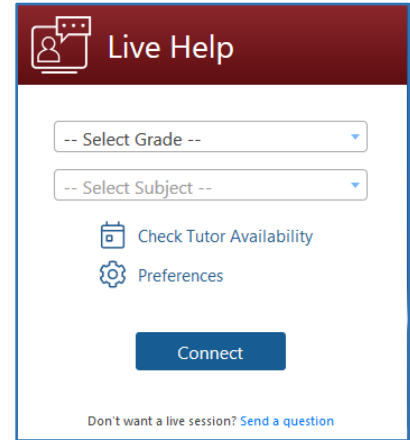 Live Help
-- Select Grade --
-- Select Subject --
Check Tutor Availability
Preferences
Connect
Don't want a live session? Send a question